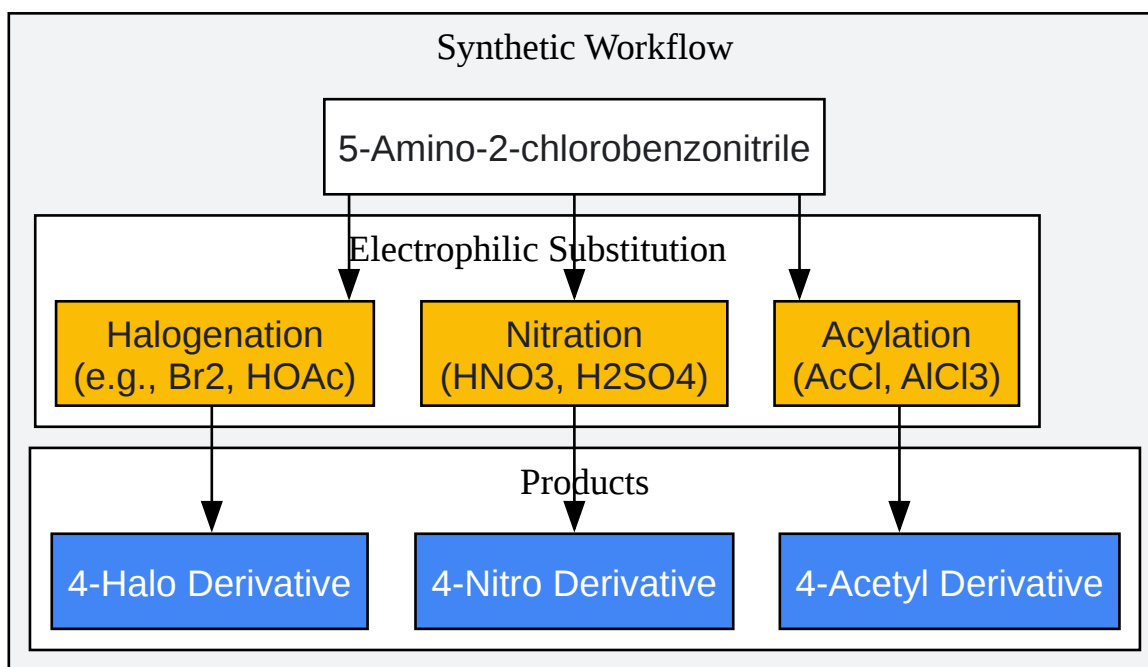 Synthetic Workflow
5-Amino-2-chlorobenzonitrile
Electrophilic Substitution
Halogenation
(e.g., Br2, HOAc)
Nitration
(HNO3, H2SO4)
Acylation
(AcCl, AlCl3)
Products
4-Halo Derivative
4-Nitro Derivative
4-Acetyl Derivative